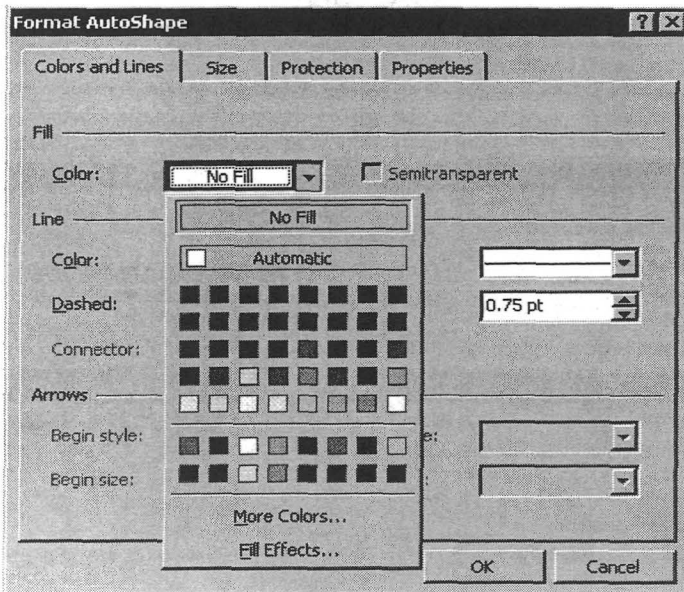 Format AutoShape
Colors and Lines Size Protection Properties
Fill
Color: No Fill Semitransparent
No Fill
Line
Automatic
Color:
Dashed: 0.75 pt
Connector:
Arrows
Begin style: e:
Begin size: :
More Colors...
Fill Effects...
OK Cancel